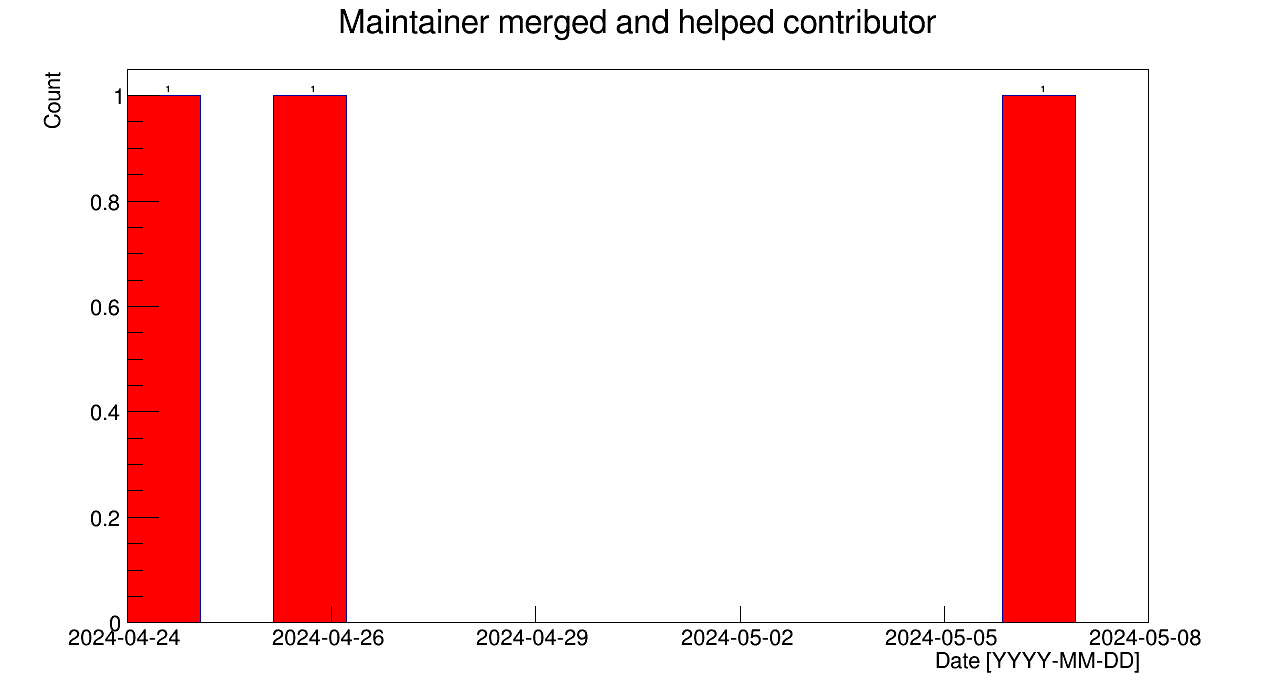 Maintainer merged and helped contributor
Count
1 1 1
1
0.8
0.6
0.4
0.2
0
2024-04-24 2024-04-26 2024-04-29 2024-05-02 2024-05-05 2024-05-08
Date [YYYY-MM-DD]